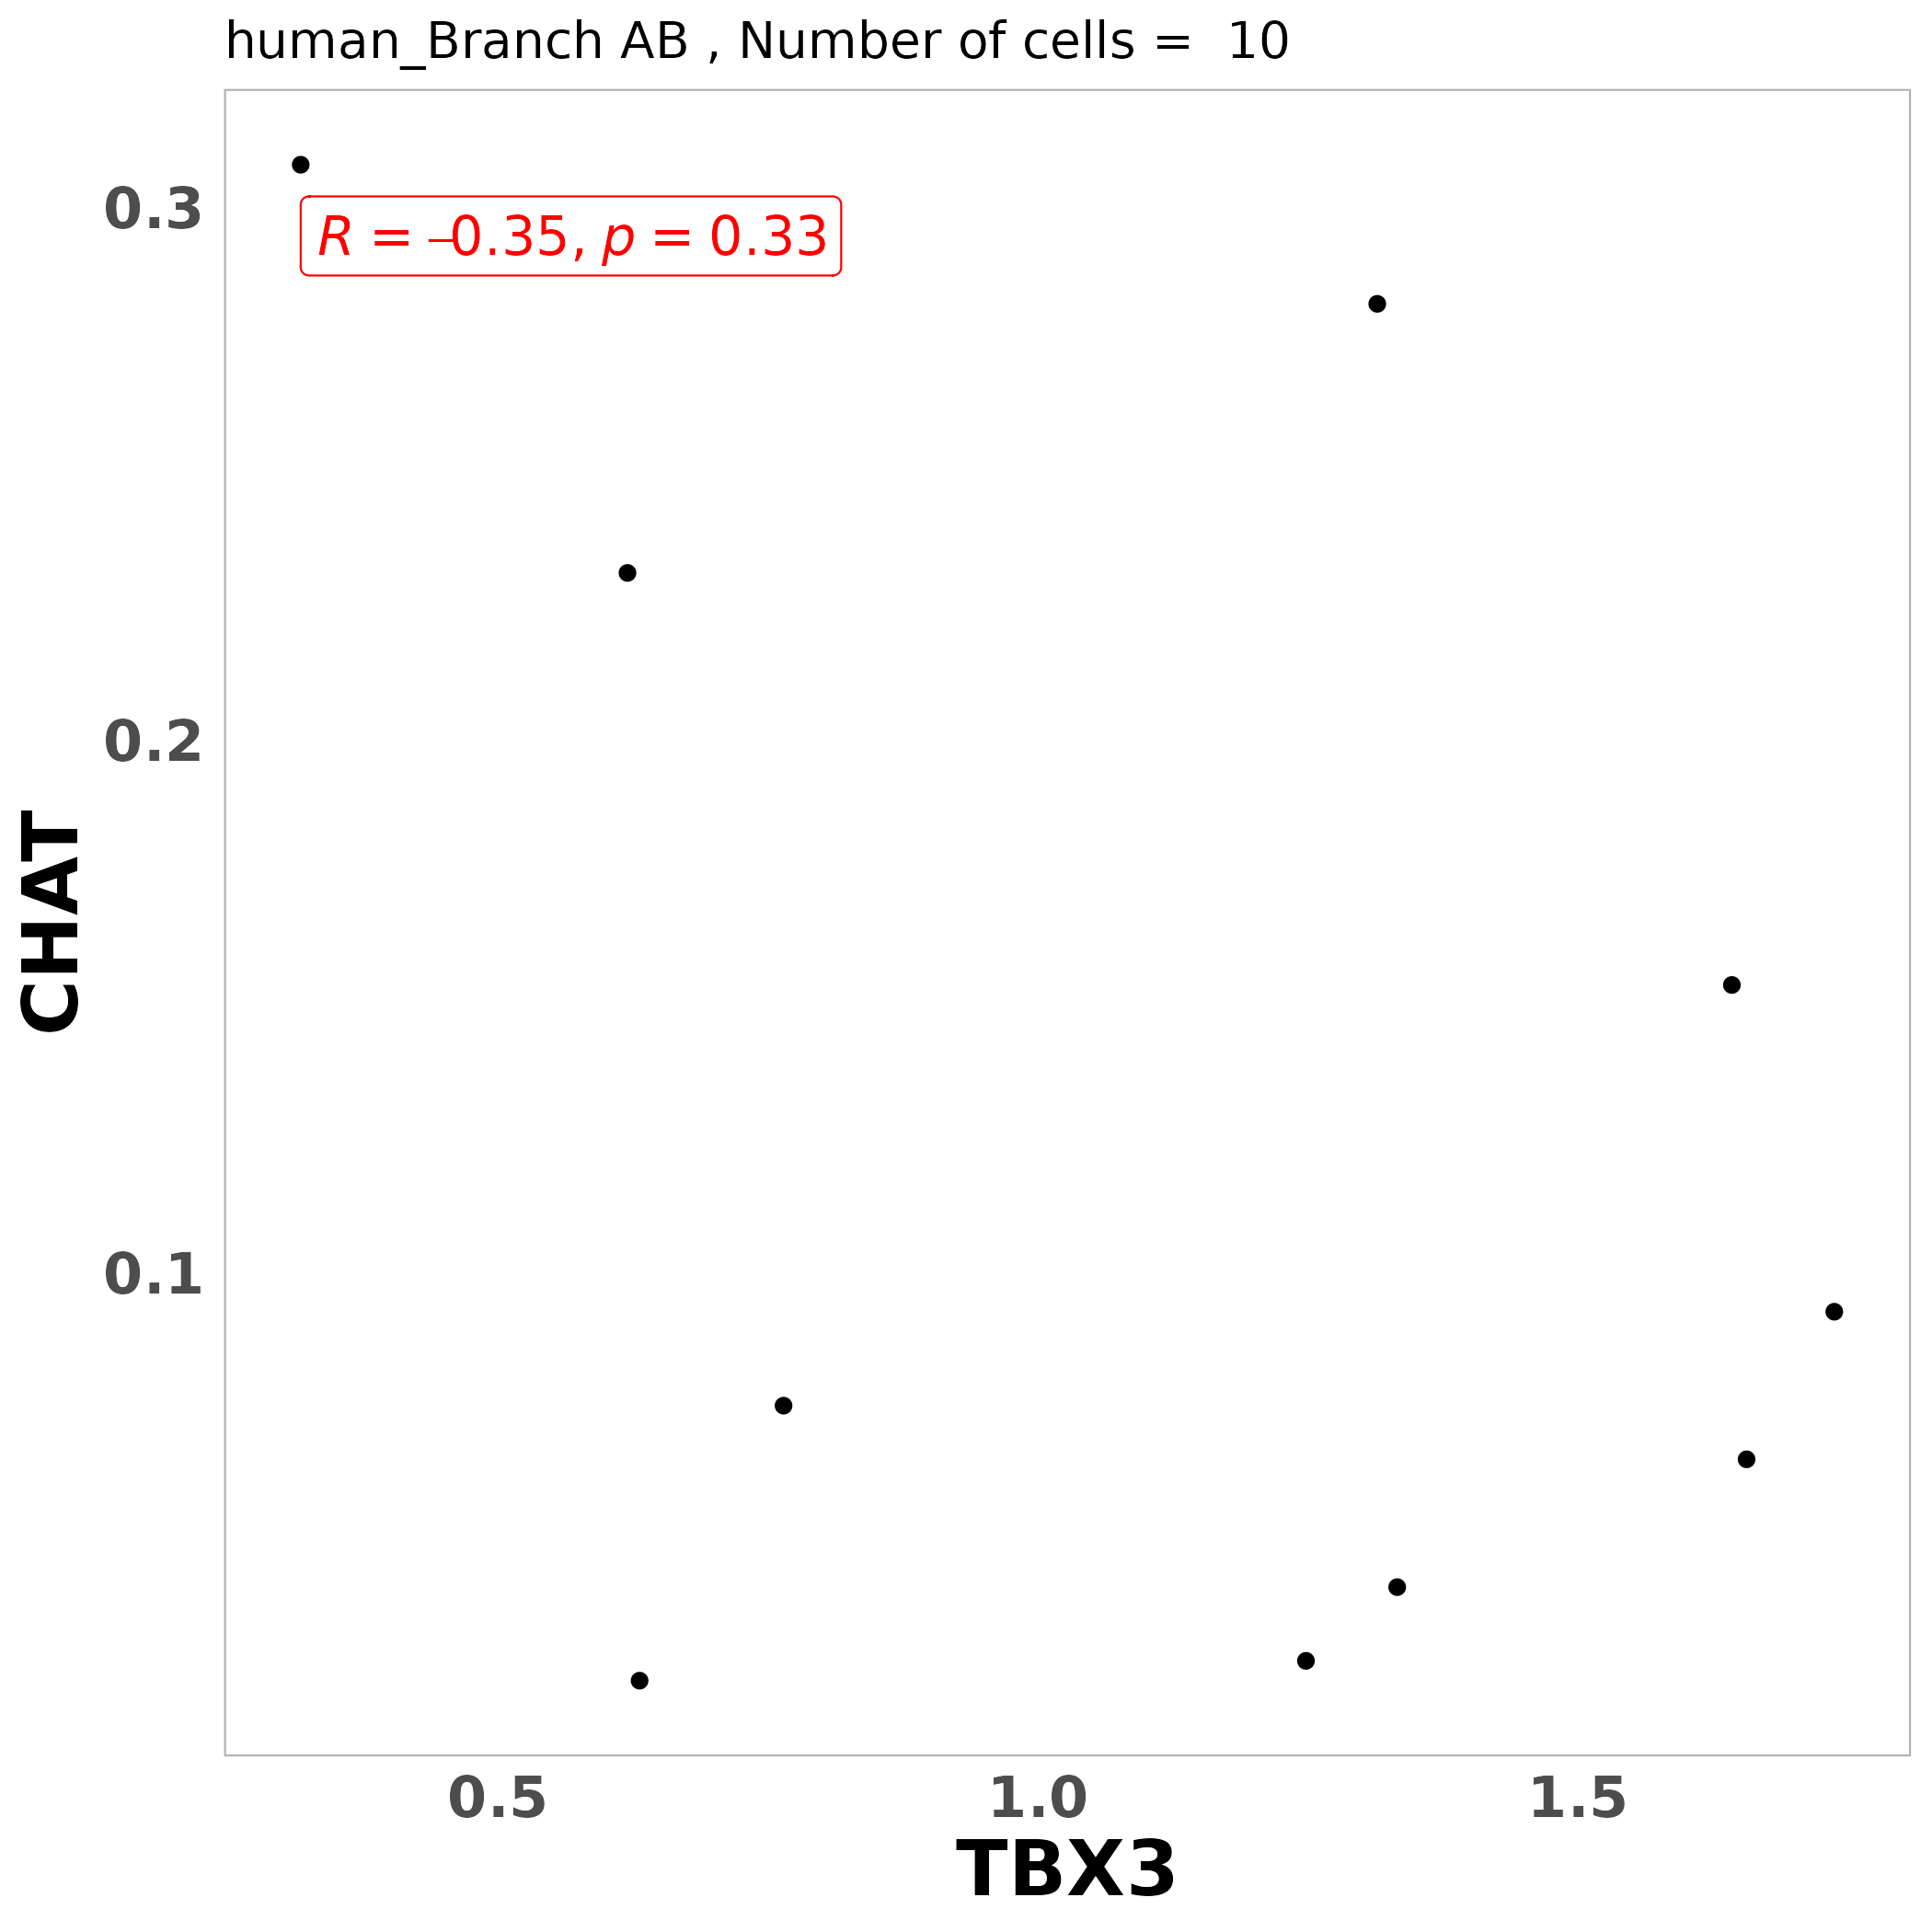 human_Branch AB , Number of cells =  10
0.3
R = –0.35, p = 0.33
0.2
CHAT
0.1
0.5 1.0 1.5
TBX3